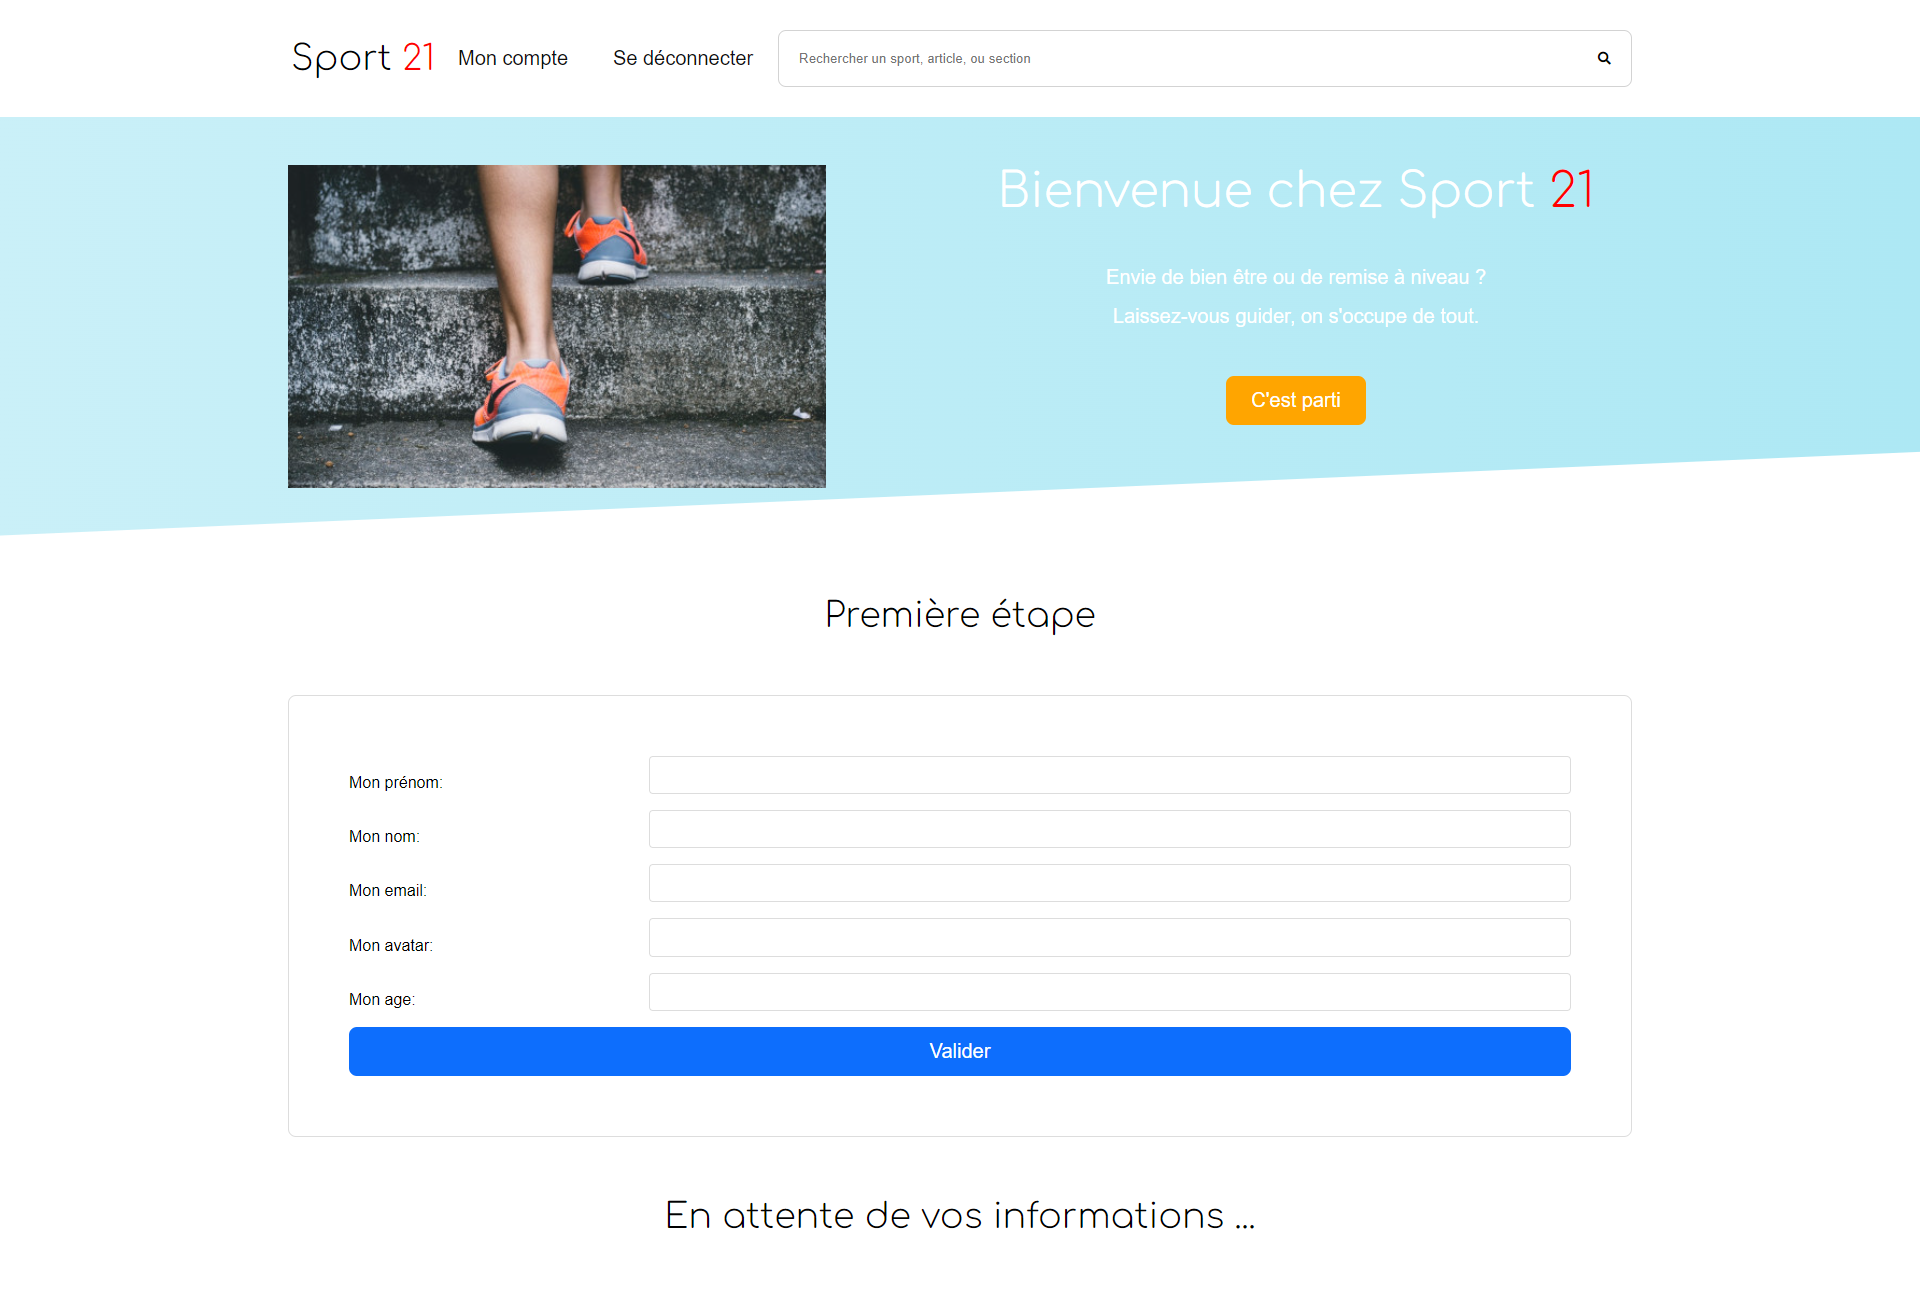 Sport 21
Mon compte
Se déconnecter
Rechercher un sport, article, ou section
Bienvenue chez Sport 21
Envie de bien être ou de remise à niveau ?
Laissez-vous guider, on s'occupe de tout.
C'est parti
Première étape
Mon prénom:
Mon nom:
Mon email:
Mon avatar:
Mon age:
Valider
En attente de vos informations ...